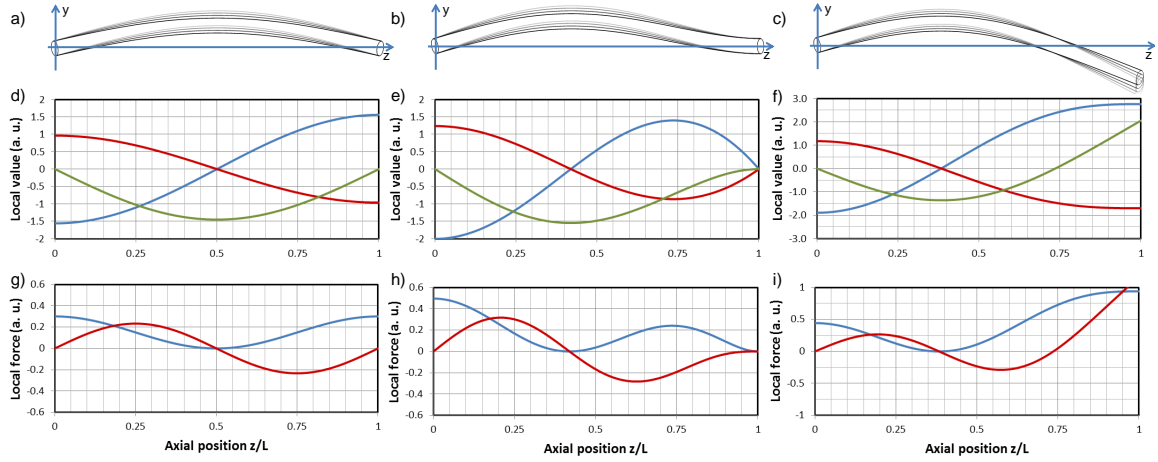 a) y z
b) y z
c) y z
d) Local value (a. u.)
2
1.5
1
0.5
0
-0.5
-1
-1.5
-2
0 0.25 0.5 0.75 1
e) Local value (a. u.)
2
1.5
1
0.5
0
-0.5
-1
-1.5
-2
0 0.25 0.5 0.75 1
f) Local value (a. u.)
3.0
2.0
1.0
0.0
-1.0
-2.0
-3.0
0 0.25 0.5 0.75 1
g) Local force (a. u.)
0.6
0.4
0.2
0
-0.2
-0.4
-0.6
0 0.25 0.5 0.75 1
Axial position z/L
h) Local force (a. u.)
0.6
0.4
0.2
0
-0.2
-0.4
-0.6
0 0.25 0.5 0.75 1
Axial position z/L
i) Local force (a. u.)
1
0.5
0
-0.5
-1
0 0.25 0.5 0.75 1
Axial position z/L